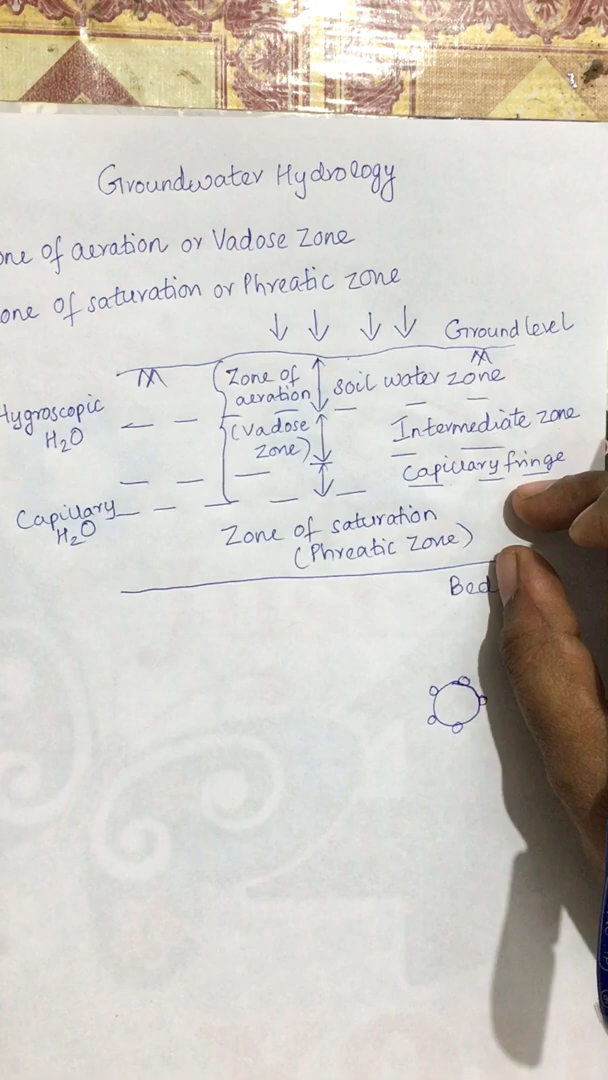 Groundwater Hydrology
one of aeration or Vadose Zone
one of saturation or Phreatic zone
Ground level
Zone of aeration
soil water zone
Hygroscopic H2O
(Vadose zone)
Intermediate zone
Capillary fringe
Capillary H2O
Zone of saturation
(Phreatic Zone)
Bed